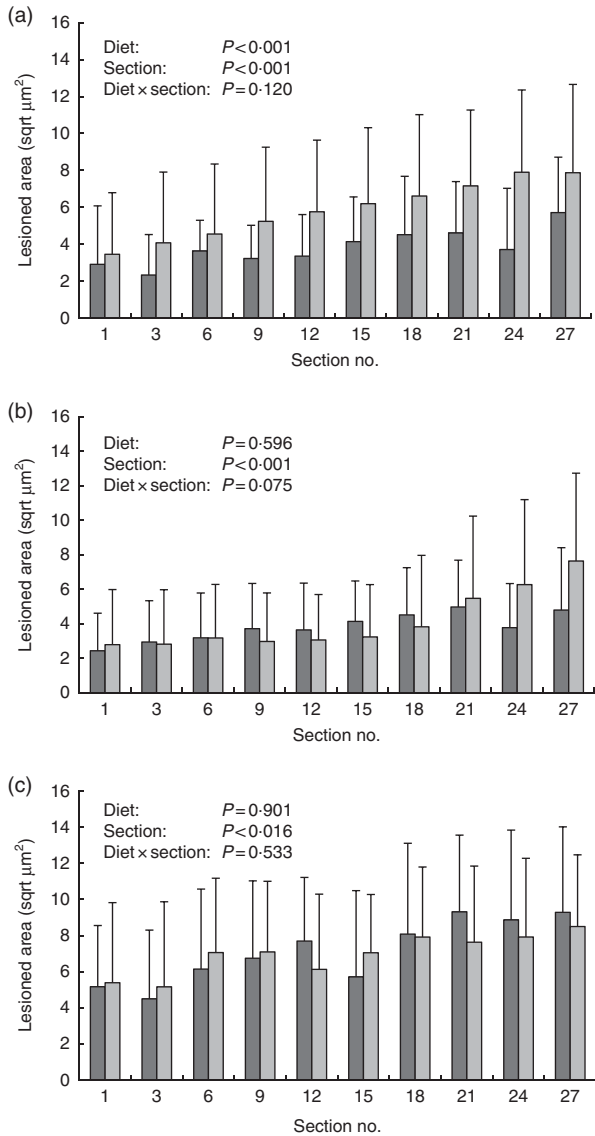 (a)
16
14
12
10
8
6
4
2
0
Lesioned area (sqrt μm²)
Diet: P<0·001
Section: P<0·001
Diet×section: P=0·120
1 3 6 9 12 15 18 21 24 27
Section no.
(b)
16
14
12
10
8
6
4
2
0
Lesioned area (sqrt μm²)
Diet: P=0·596
Section: P<0·001
Diet×section: P=0·075
1 3 6 9 12 15 18 21 24 27
Section no.
(c)
16
14
12
10
8
6
4
2
0
Lesioned area (sqrt μm²)
Diet: P=0·901
Section: P<0·016
Diet×section: P=0·533
1 3 6 9 12 15 18 21 24 27
Section no.